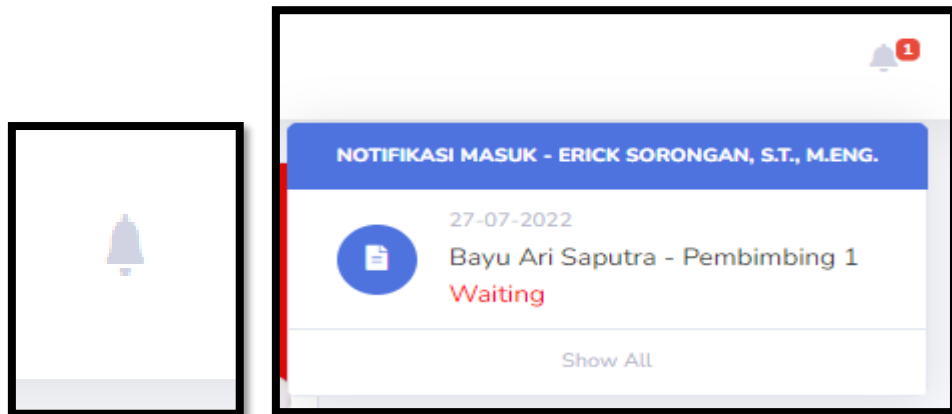 1
NOTIFIKASI MASUK - ERICK SORONGAN, S.T., M.ENG.
27-07-2022
Bayu Ari Saputra - Pembimbing 1
Waiting
Show All